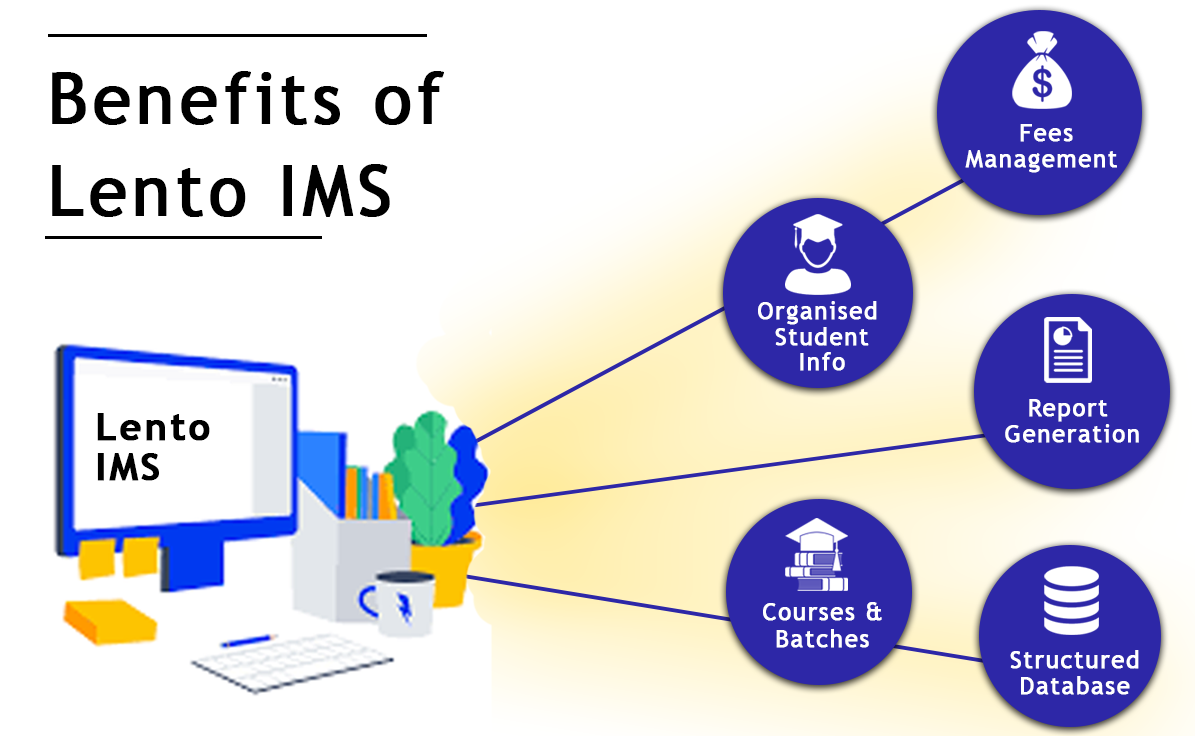 Benefits of
Lento IMS
Lento
IMS
$
Fees
Management
Organised
Student
Info
Report
Generation
Courses &
Batches
Structured
Database